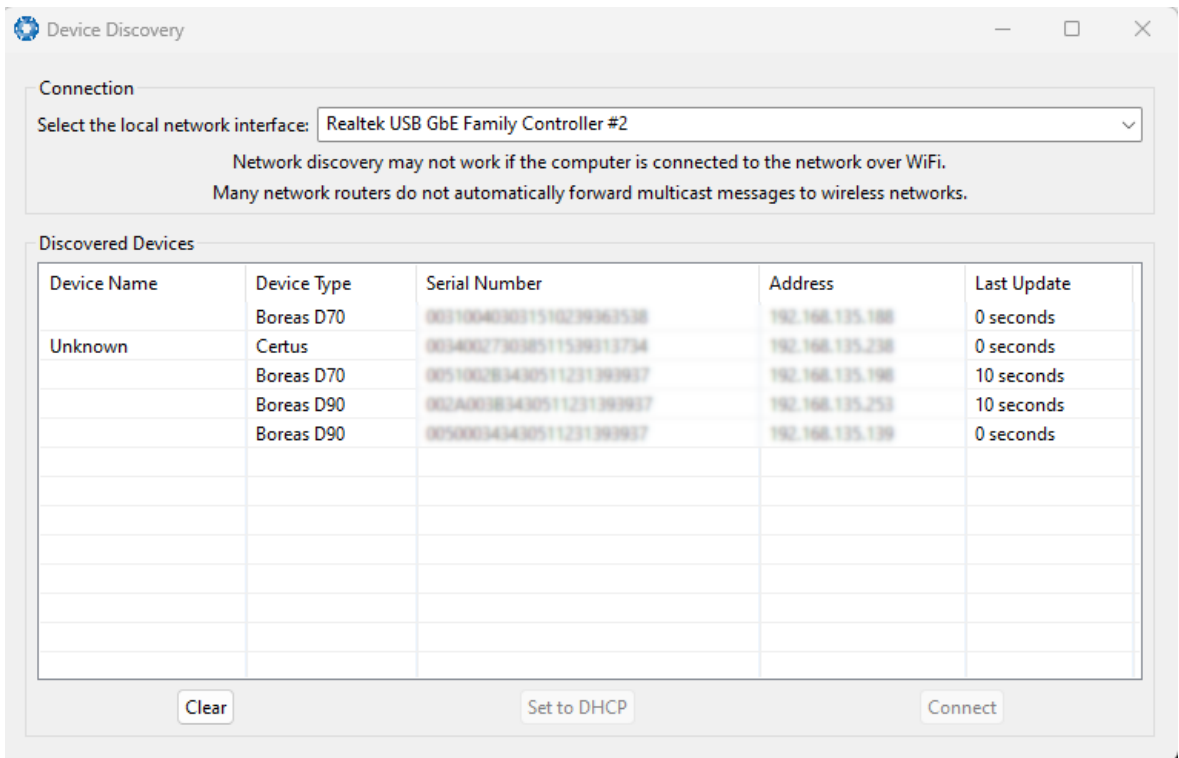 Device Discovery
Connection
Select the local network interface: Realtek USB GbE Family Controller #2
Network discovery may not work if the computer is connected to the network over WiFi.
Many network routers do not automatically forward multicast messages to wireless networks.
Discovered Devices
Device Name Device Type Serial Number Address Last Update
Boreas D70 0 seconds
Unknown Certus 0 seconds
Boreas D70 10 seconds
Boreas D90 10 seconds
Boreas D90 0 seconds
Clear Set to DHCP Connect